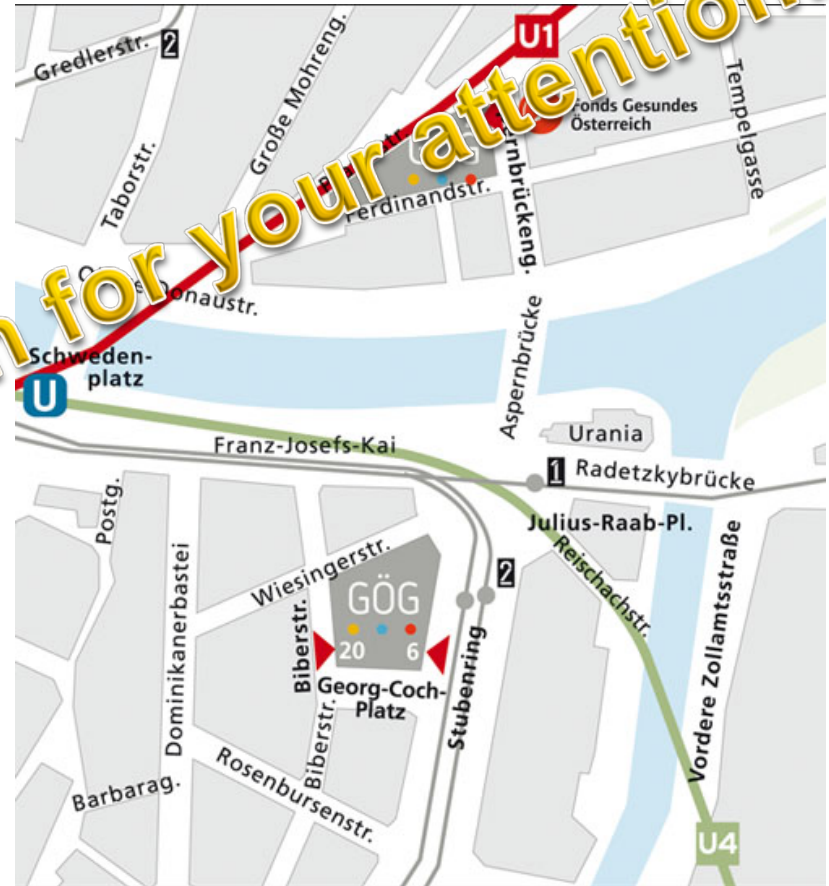 for your attention
U1
2
Gredlerstr.
Große Mohreng.
Taborstr.
Fonds Gesundes
Österreich
Tempelgasse
Ferdinandstr.
Donaustr.
Aspernbrücke
Schweden-
platz
U
Franz-Josefs-Kai
Urania
1
Radetzkybrücke
Julius-Raab-Pl.
Postg.
Dominikanerbastei
Wiesingerstr.
Biberstr.
GÖG
20 6
Georg-Coch-
Platz
2
Stubenring
Reischachstr.
Vordere Zollamtsstraße
Biberstr.
Rosenbursenstr.
Barbarag.
U4